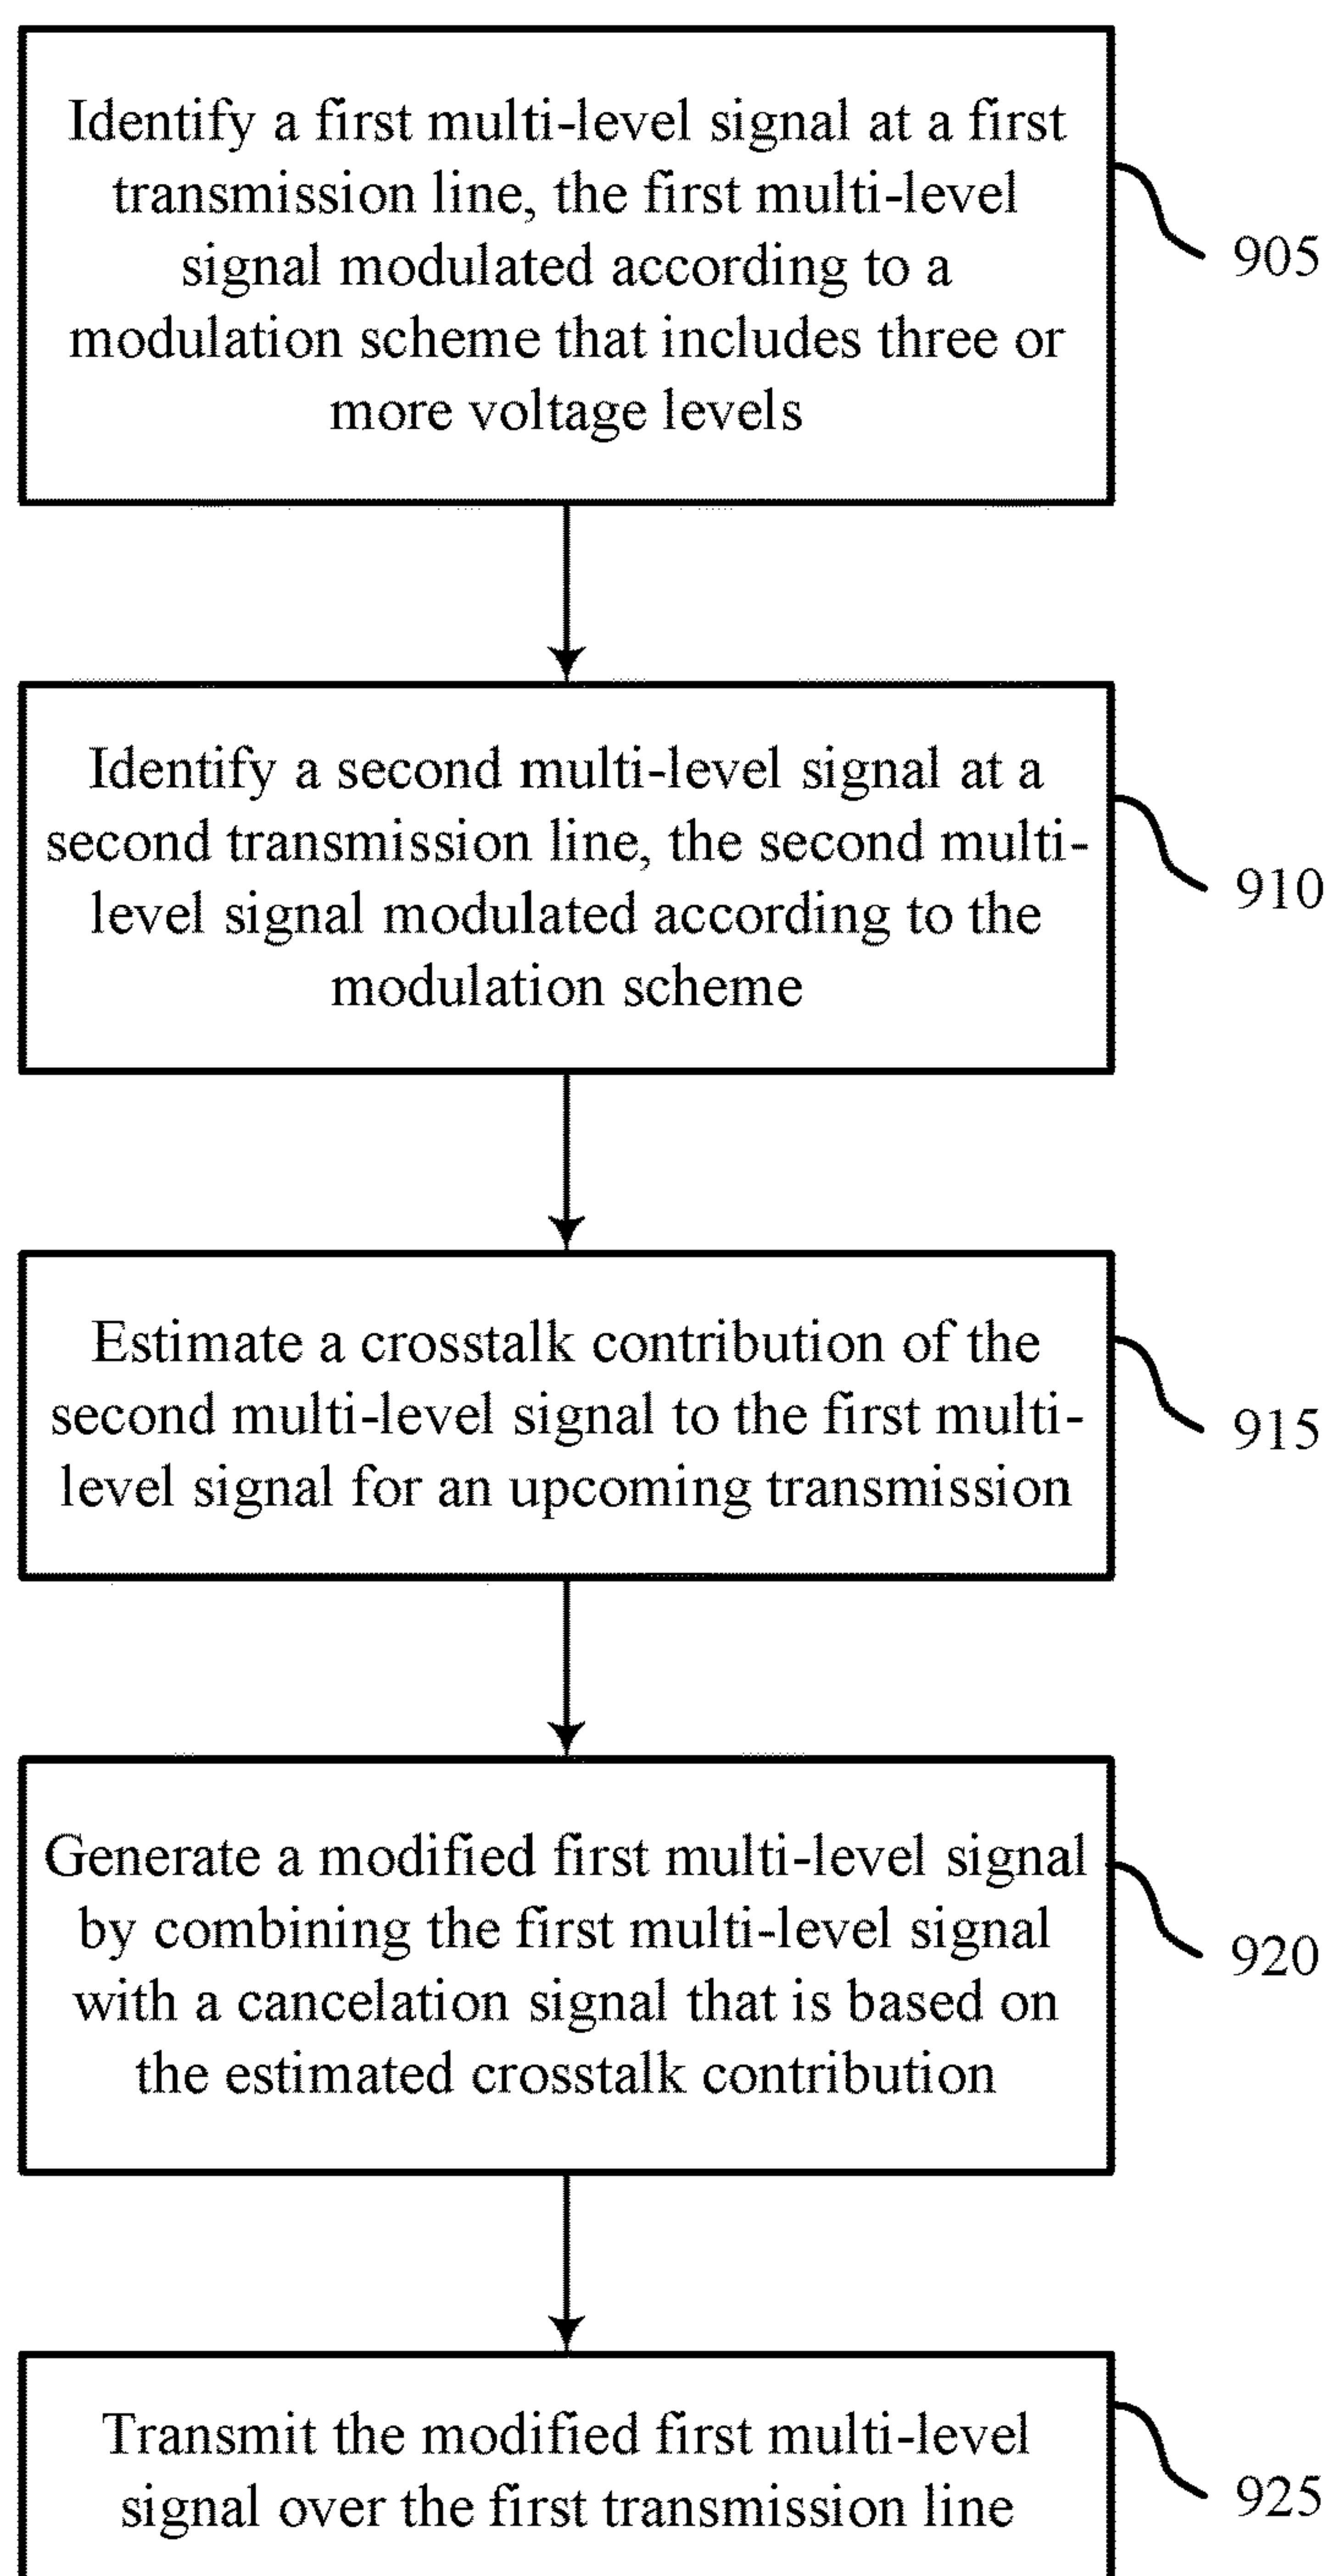 Identify a first multi-level signal at a first
transmission line, the first multi-level
signal modulated according to a
modulation scheme that includes three or
more voltage levels
905
Identify a second multi-level signal at a
second transmission line, the second multi-
level signal modulated according to the
modulation scheme
910
Estimate a crosstalk contribution of the
second multi-level signal to the first multi-
level signal for an upcoming transmission
915
Generate a modified first multi-level signal
by combining the first multi-level signal
with a cancelation signal that is based on
the estimated crosstalk contribution
920
Transmit the modified first multi-level
signal over the first transmission line
925